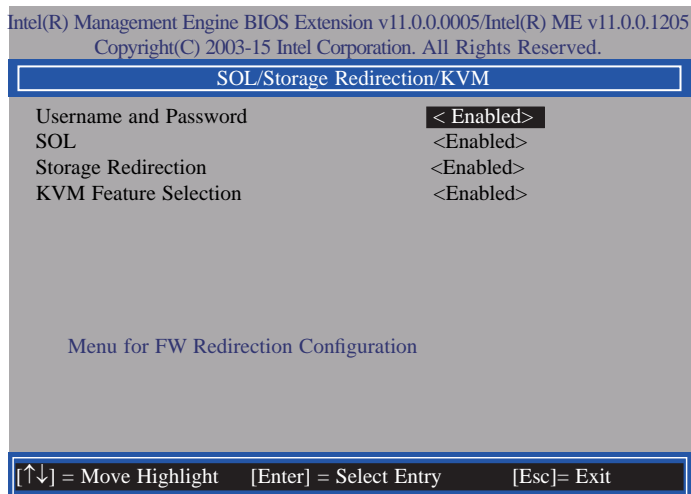 Intel(R) Management Engine BIOS Extension v11.0.0.0005/Intel(R) ME v11.0.0.1205
Copyright(C) 2003-15 Intel Corporation. All Rights Reserved.
SOL/Storage Redirection/KVM
Username and Password < Enabled>
SOL <Enabled>
Storage Redirection <Enabled>
KVM Feature Selection <Enabled>
Menu for FW Redirection Configuration
[↑↓] = Move Highlight [Enter] = Select Entry [Esc]= Exit